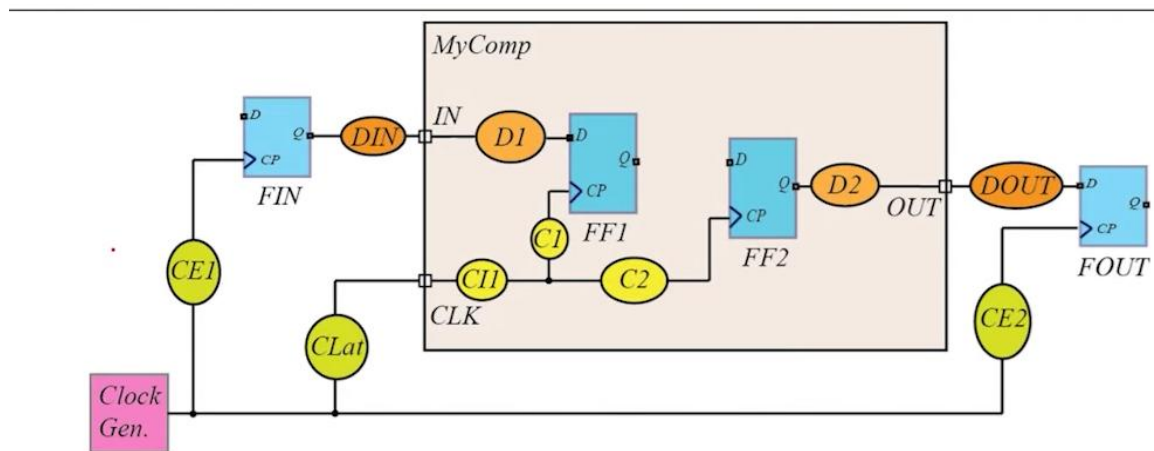 MyComp
IN
D
Q
CP
FIN
DIN
D1
D
Q
CP
FF1
D
Q
CP
FF2
D2
OUT
DOUT
D
Q
CP
FOUT
CE1
C1
CI1
C2
CLK
CLat
CE2
Clock
Gen.